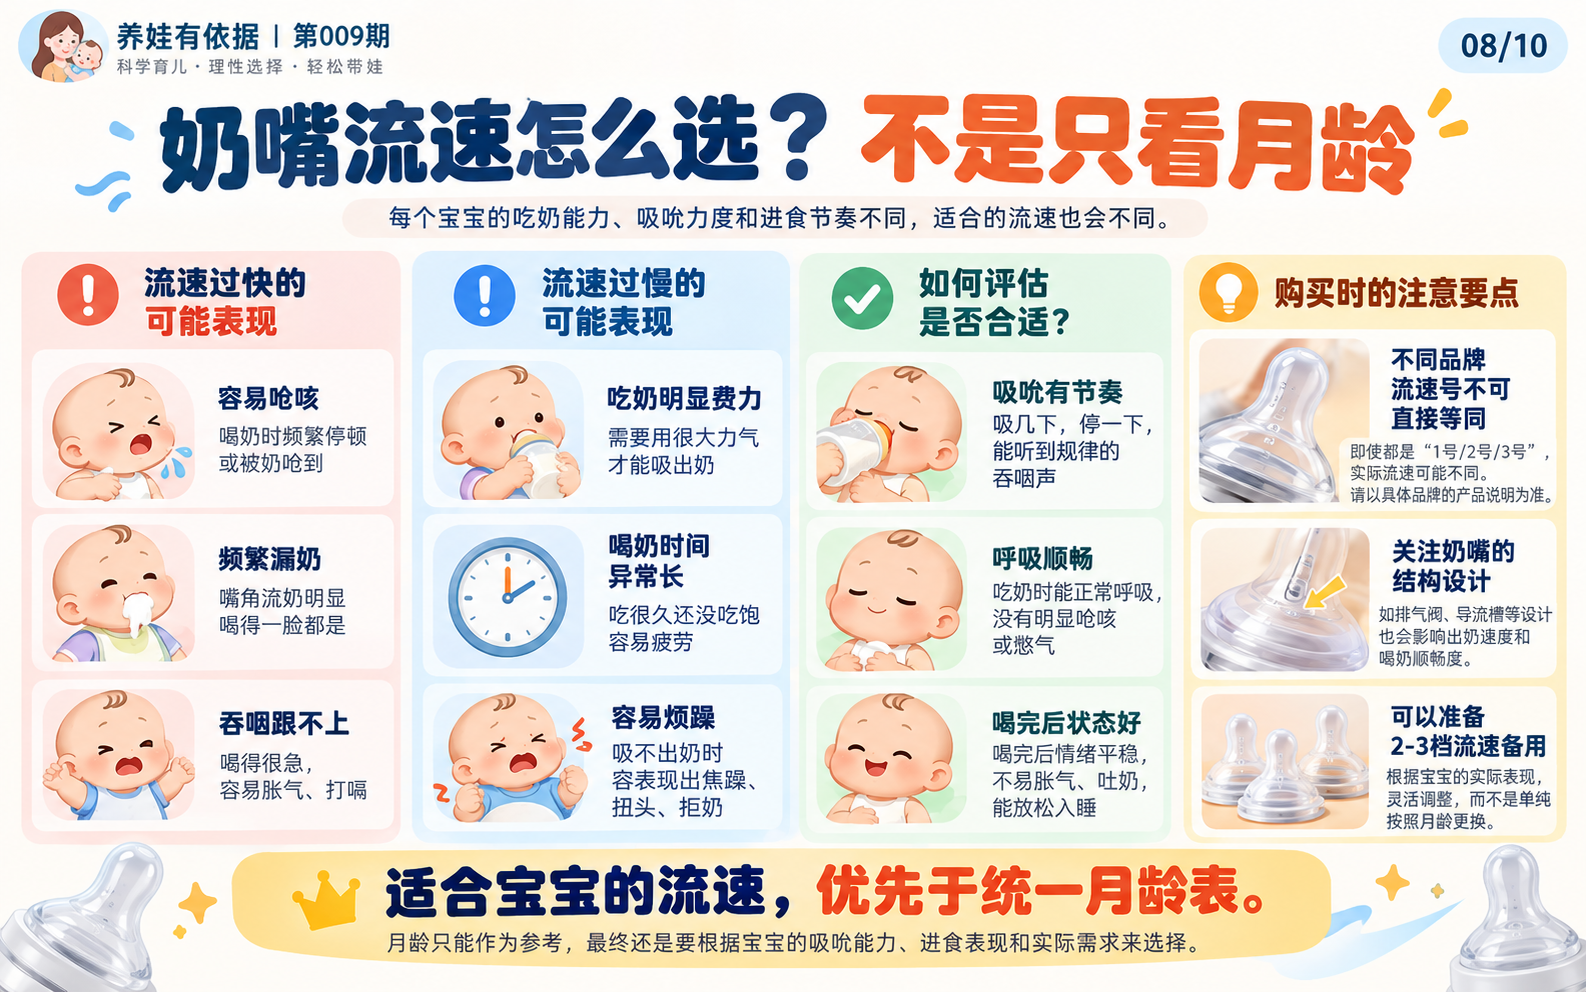 养娃有依据 | 第009期
科学育儿·理性选择·轻松带娃
08/10
奶嘴流速怎么选？不是只看月龄
每个宝宝的吃奶能力、吸吮力度和进食节奏不同，适合的流速也会不同。
流速过快的
可能表现
容易呛咳
喝奶时频繁停顿
或被奶呛到
频繁漏奶
嘴角流奶明显
喝得一脸都是
吞咽跟不上
喝得很急，
容易胀气、打嗝
流速过慢的
可能表现
吃奶明显费力
需要用很大力气
才能吸出奶
喝奶时间
异常长
吃很久还没吃饱
容易疲劳
容易烦躁
吸不出奶时
容表现出焦躁、
扭头、拒奶
如何评估
是否合适？
吸吮有节奏
吸几下，停一下，
能听到规律的
吞咽声
呼吸顺畅
吃奶时能正常呼吸，
没有明显呛咳
或憋气
喝完后状态好
喝完后情绪平稳，
不易胀气、吐奶，
能放松入睡
购买时的注意要点
不同品牌
流速号不可
直接等同
即使都是“1号/2号/3号”，
实际流速可能不同。
请以具体品牌的产品说明为准。
关注奶嘴的
结构设计
如排气阀、导流槽等设计
也会影响出奶速度和
喝奶顺畅度。
可以准备
2-3档流速备用
根据宝宝的实际表现，
灵活调整，而不是单纯
按照月龄更换。
适合宝宝的流速，优先于统一月龄表。
月龄只能作为参考，最终还是要根据宝宝的吸吮能力、进食表现和实际需求来选择。